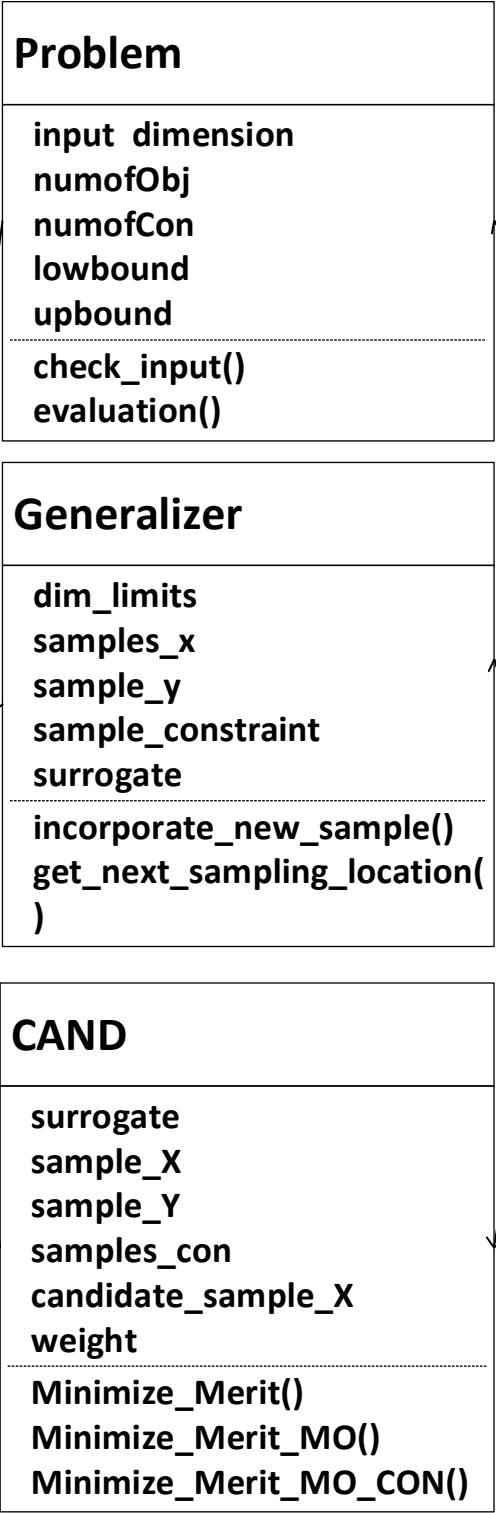 Problem
input dimension
numofObj
numofCon
lowbound
upbound
check_input()
evaluation()
Generalizer
dim_limits
samples_x
sample_y
sample_constraint
surrogate
incorporate_new_sample()
get_next_sampling_location(
)
CAND
surrogate
sample_X
sample_Y
samples_con
candidate_sample_X
weight
Minimize_Merit()
Minimize_Merit_MO()
Minimize_Merit_MO_CON()